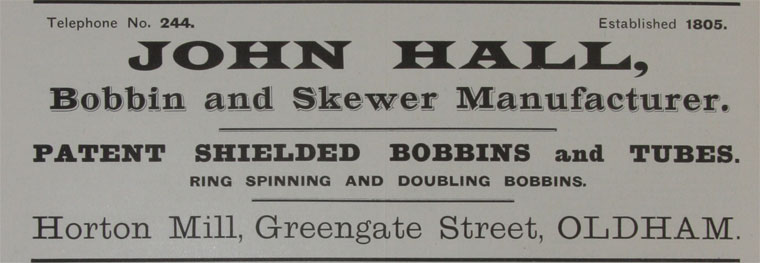 Telephone No. 244. Established 1805.
JOHN HALL,
Bobbin and Skewer Manufacturer.
PATENT SHIELDED BOBBINS and TUBES.
RING SPINNING AND DOUBLING BOBBINS.
Horton Mill, Greengate Street, OLDHAM.